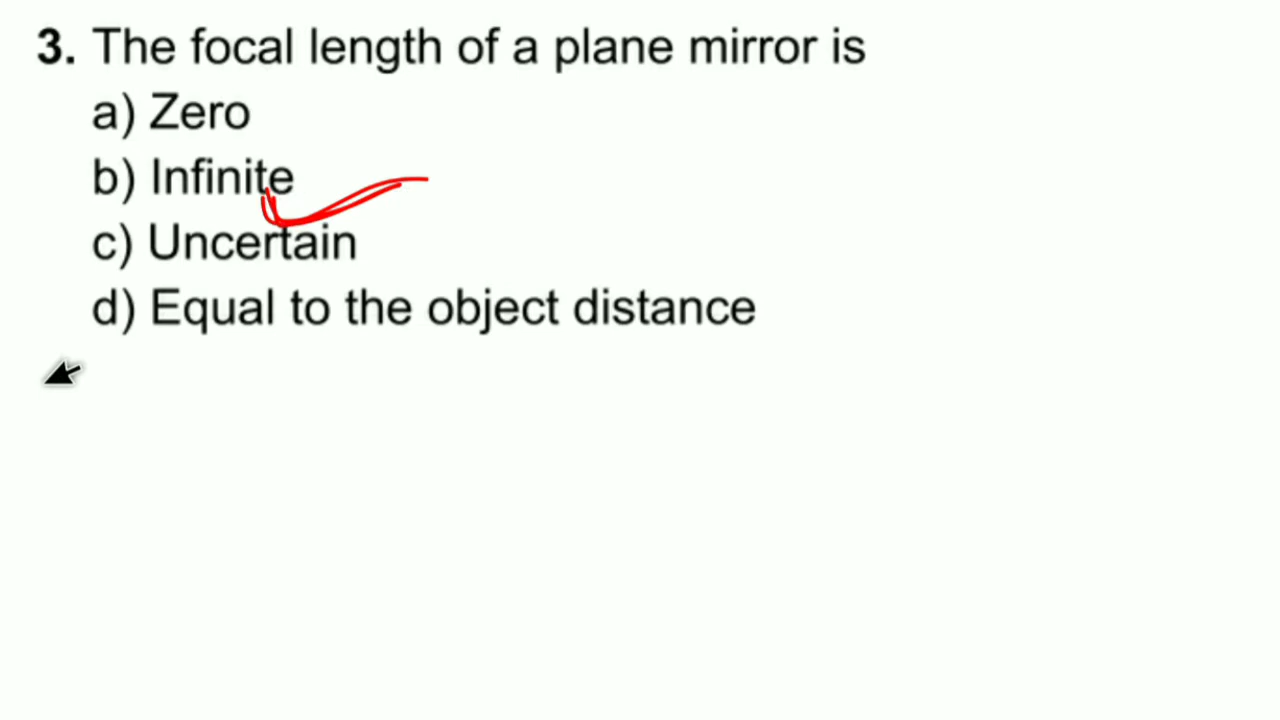 3. The focal length of a plane mirror is
a) Zero
b) Infinite
c) Uncertain
d) Equal to the object distance